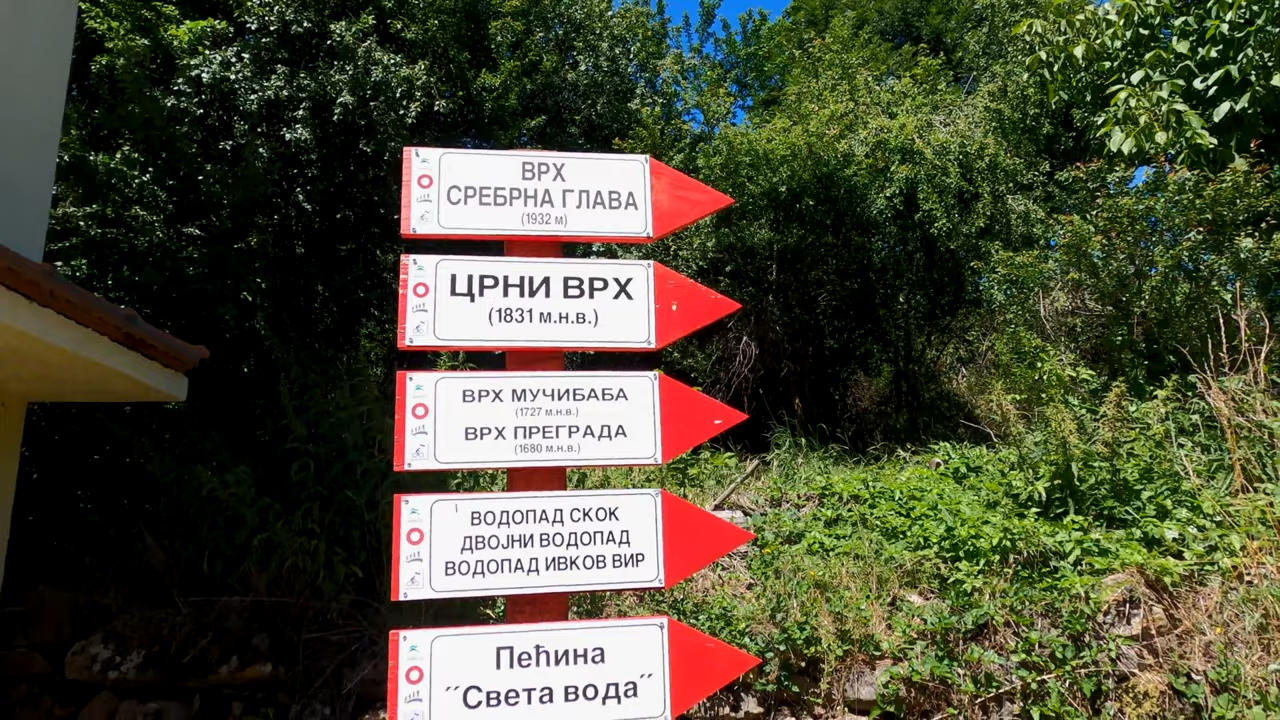 ВРХ
СРЕБРНА ГЛАВА
(1932 м)
ЦРНИ ВРХ
(1831 м.н.в.)
ВРХ МУЧИБАБА
(1727 м.н.в.)
ВРХ ПРЕГРАДА
(1680 м.н.в.)
ВОДОПАД СКОК
ДВОЈНИ ВОДОПАД
ВОДОПАД ИВКОВ ВИР
Пећина
˝Света вода˝